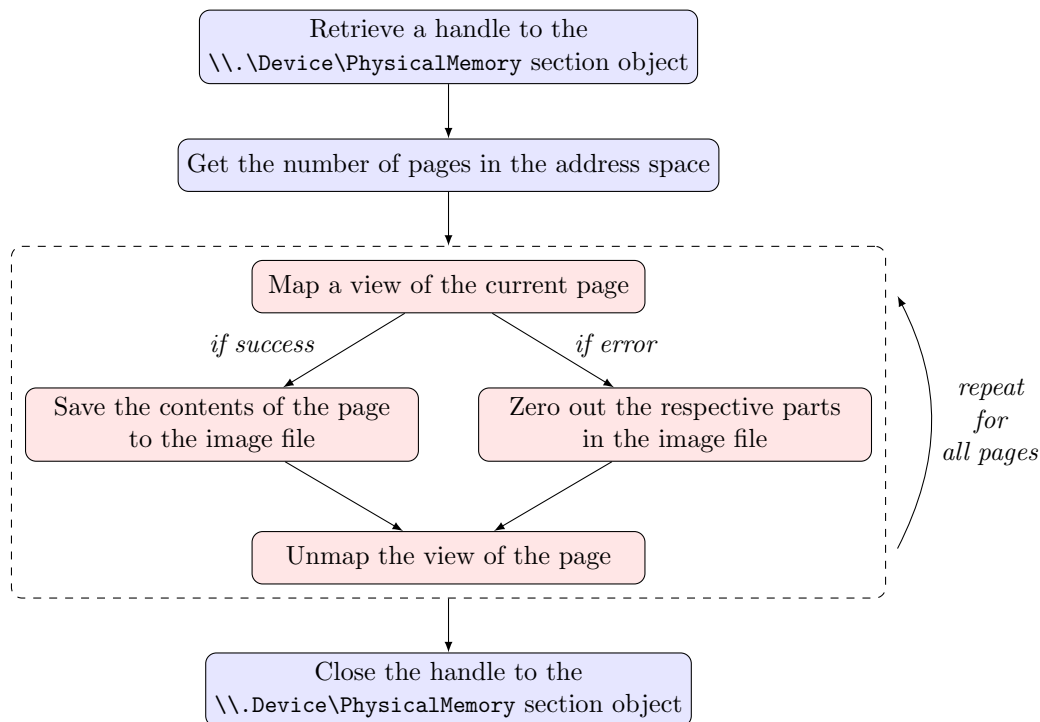 Retrieve a handle to the
\\.\Device\PhysicalMemory section object
Get the number of pages in the address space
Map a view of the current page
if success
if error
Save the contents of the page
to the image file
Zero out the respective parts
in the image file
repeat
for
all pages
Unmap the view of the page
Close the handle to the
\\.Device\PhysicalMemory section object